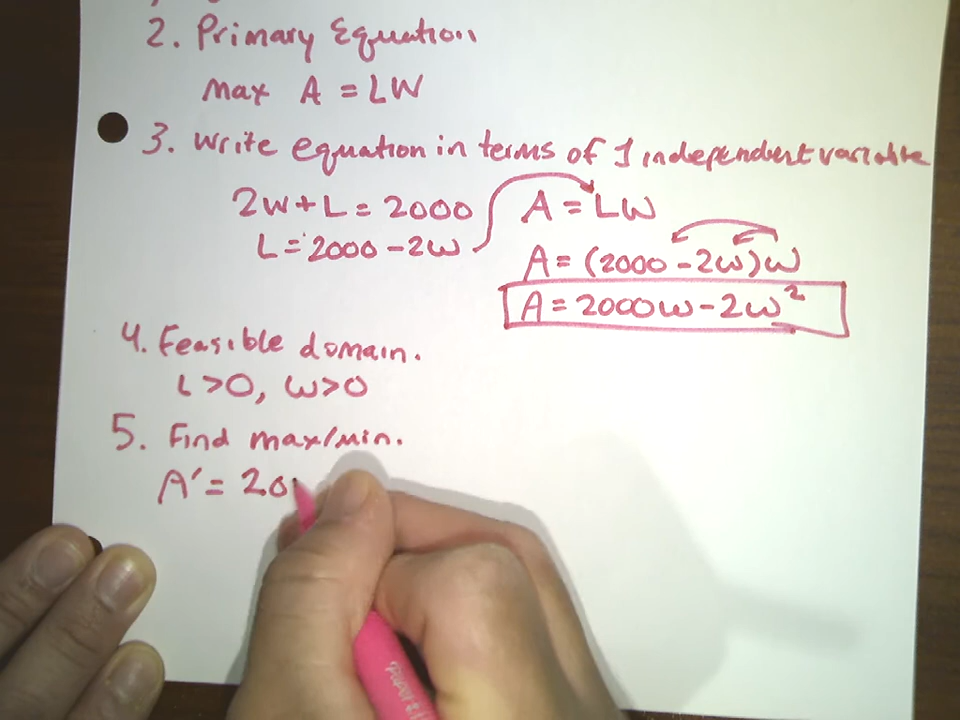 2. Primary Equation
max A = LW
3. Write equation in terms of 1 independent variable
2w + L = 2000
L = 2000 - 2w
A = LW
A = (2000 - 2w)w
A = 2000w - 2w²
4. Feasible domain.
L > 0, w > 0
5. Find max/min.
A' = 20